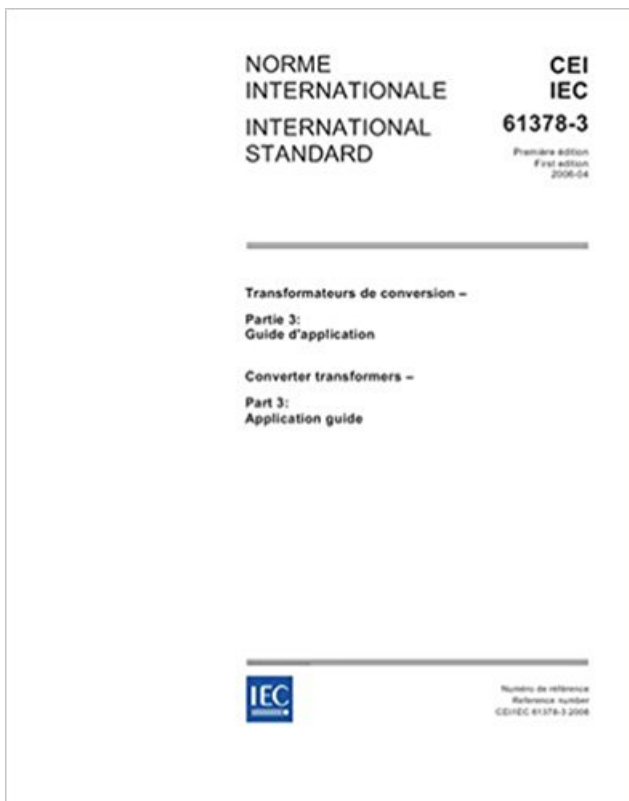 NORME
INTERNATIONALE
INTERNATIONAL
STANDARD
CEI
IEC
61378-3
Première édition
First edition
2006-04
Transformateurs de conversion –
Partie 3:
Guide d'application
Converter transformers –
Part 3:
Application guide
IEC
Numéro de référence
Reference number
CEI/IEC 61378-3:2006